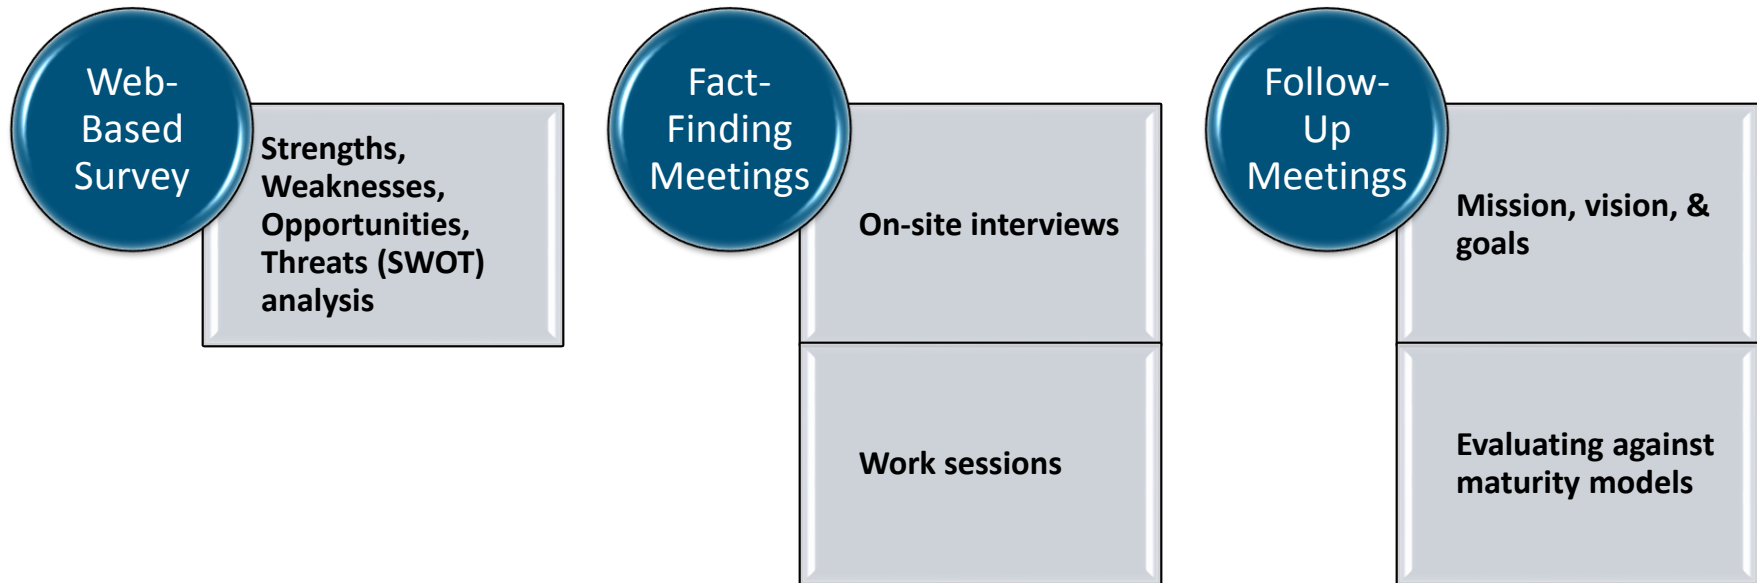 Web-
Based
Survey
Strengths,
Weaknesses,
Opportunities,
Threats (SWOT)
analysis
Fact-
Finding
Meetings
On-site interviews
Work sessions
Follow-
Up
Meetings
Mission, vision, &
goals
Evaluating against
maturity models